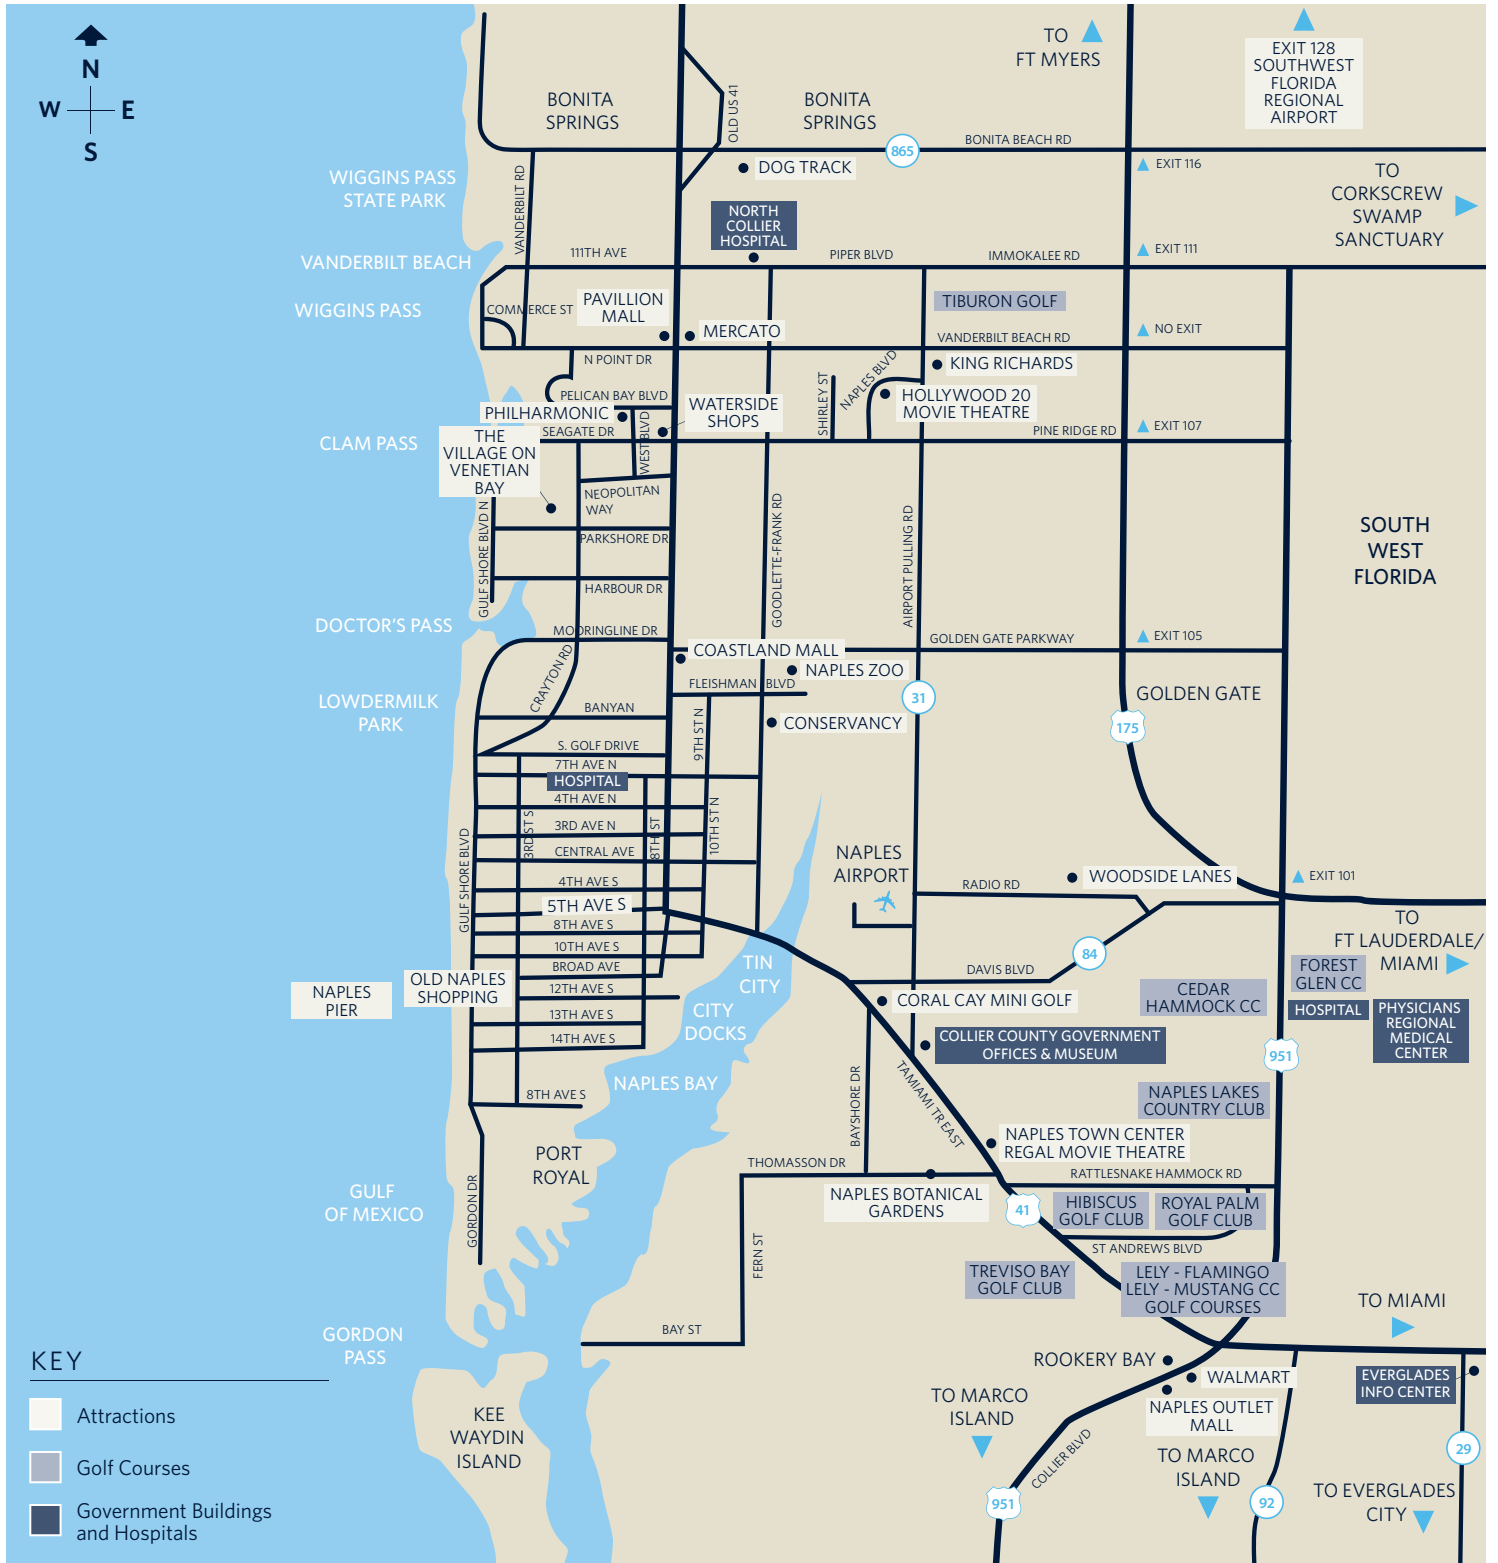 N
W E
S
TO
FT MYERS
EXIT 128
SOUTHWEST
FLORIDA
REGIONAL
AIRPORT
BONITA
SPRINGS
OLD US 41
BONITA
SPRINGS
865
BONITA BEACH RD
DOG TRACK
EXIT 116
TO
CORKSCREW
SWAMP
SANCTUARY
WIGGINS PASS
STATE PARK
VANDERBILT RD
NORTH
COLLIER
HOSPITAL
VANDERBILT BEACH
111TH AVE
PIPER BLVD
IMMOKALEE RD
EXIT 111
WIGGINS PASS
COMMERCE ST
PAVILLION
MALL
MERCATO
TIBURON GOLF
VANDERBILT BEACH RD
NO EXIT
N POINT DR
KING RICHARDS
PELICAN BAY BLVD
SHIRLEY ST
NAPLES BLVD
HOLLYWOOD 20
MOVIE THEATRE
PHILHARMONIC
WATERSIDE
SHOPS
SEAGATE DR
WEST BLVD
PINE RIDGE RD
EXIT 107
CLAM PASS
THE
VILLAGE ON
VENETIAN
BAY
NEOPOLITAN
WAY
GULF SHORE BLVD N
PARKSHORE DR
HARBOUR DR
GOODLETTE-FRANK RD
AIRPORT PULLING RD
SOUTH
WEST
FLORIDA
DOCTOR'S PASS
MOORINGLINE DR
CRAYTON RD
COASTLAND MALL
GOLDEN GATE PARKWAY
EXIT 105
NAPLES ZOO
FLEISHMAN BLVD
31
GOLDEN GATE
175
LOWDERMILK
PARK
BANYAN
9TH ST N
CONSERVANCY
S. GOLF DRIVE
7TH AVE N
HOSPITAL
4TH AVE N
3RD AVE N
3RD ST S
8TH ST
10TH ST N
CENTRAL AVE
GULF SHORE BLVD
4TH AVE S
5TH AVE S
8TH AVE S
10TH AVE S
BROAD AVE
12TH AVE S
13TH AVE S
14TH AVE S
8TH AVE S
NAPLES
AIRPORT
WOODSIDE LANES
RADIO RD
EXIT 101
TO
FT LAUDERDALE/
MIAMI
84
DAVIS BLVD
TIN
CITY
CITY
DOCKS
NAPLES BAY
NAPLES
PIER
OLD NAPLES
SHOPPING
CORAL CAY MINI GOLF
CEDAR
HAMMOCK CC
FOREST
GLEN CC
HOSPITAL
PHYSICIANS
REGIONAL
MEDICAL
CENTER
COLLIER COUNTY GOVERNMENT
OFFICES & MUSEUM
951
BAYSHORE DR
TAMIAMI TR EAST
NAPLES LAKES
COUNTRY CLUB
NAPLES TOWN CENTER
REGAL MOVIE THEATRE
PORT
ROYAL
THOMASSON DR
RATTLESNAKE HAMMOCK RD
GULF
OF MEXICO
GORDON DR
NAPLES BOTANICAL
GARDENS
41
HIBISCUS
GOLF CLUB
ROYAL PALM
GOLF CLUB
FERN ST
ST ANDREWS BLVD
TREVISO BAY
GOLF CLUB
LELY - FLAMINGO
LELY - MUSTANG CC
GOLF COURSES
TO MIAMI
GORDON
PASS
BAY ST
ROOKERY BAY
WALMART
EVERGLADES
INFO CENTER
NAPLES OUTLET
MALL
TO MARCO
ISLAND
COLLIER BLVD
TO MARCO
ISLAND
29
951
92
TO EVERGLADES
CITY
KEE
WAYDIN
ISLAND
KEY
Attractions
Golf Courses
Government Buildings
and Hospitals